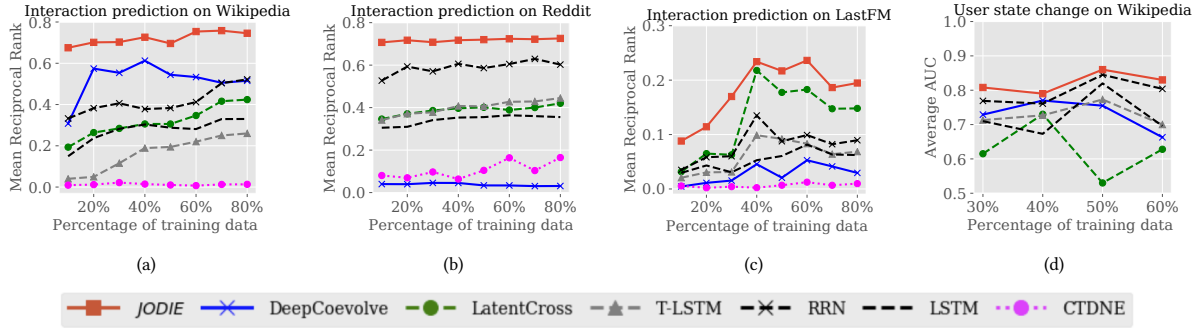 Interaction prediction on Wikipedia
0.8
0.6
0.4
0.2
0.0
Mean Reciprocal Rank
20% 40% 60% 80%
Percentage of training data
(a)
Interaction prediction on Reddit
0.8
0.6
0.4
0.2
0.0
Mean Reciprocal Rank
20% 40% 60% 80%
Percentage of training data
(b)
Interaction prediction on LastFM
0.3
0.2
0.1
0.0
Mean Reciprocal Rank
20% 40% 60% 80%
Percentage of training data
(c)
User state change on Wikipedia
1.0
0.9
0.8
0.7
0.6
0.5
Average AUC
30% 40% 50% 60%
Percentage of training data
(d)
JODIE DeepCoevolve LatentCross T-LSTM RRN LSTM CTDNE